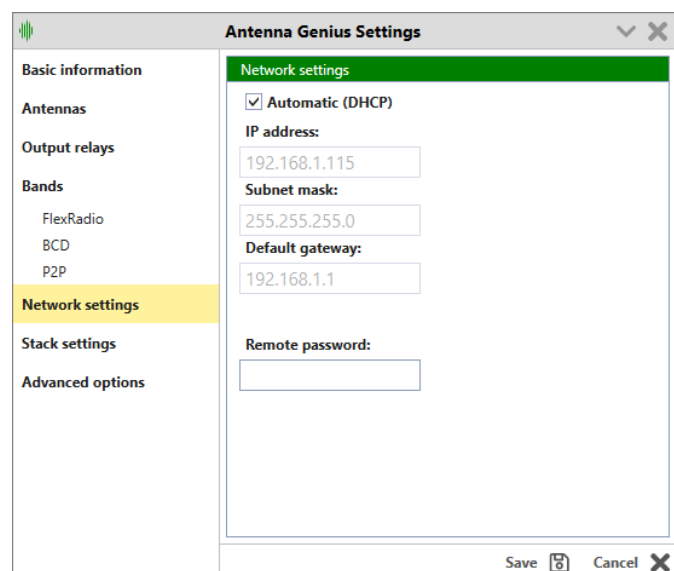 Antenna Genius Settings
Basic information
Antennas
Output relays
Bands
FlexRadio
BCD
P2P
Network settings
Stack settings
Advanced options
Network settings
Automatic (DHCP)
IP address:
192.168.1.115
Subnet mask:
255.255.255.0
Default gateway:
192.168.1.1
Remote password:
Save
Cancel